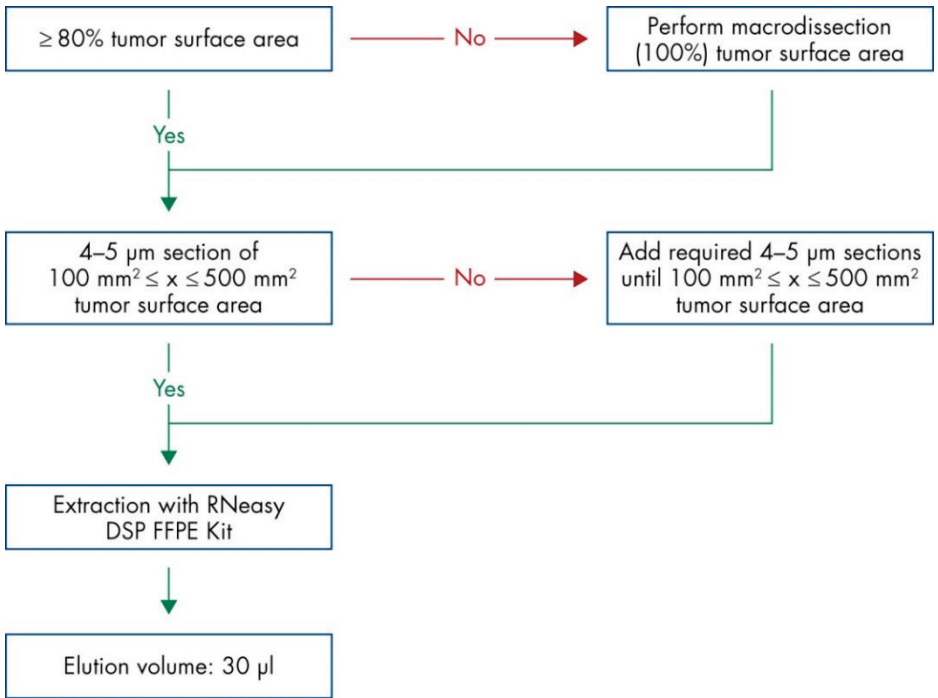 ≥ 80% tumor surface area
No
Perform macrodissection
(100%) tumor surface area
Yes
4–5 µm section of
100 mm² ≤ x ≤ 500 mm²
tumor surface area
No
Add required 4–5 µm sections
until 100 mm² ≤ x ≤ 500 mm²
tumor surface area
Yes
Extraction with RNeasy
DSP FFPE Kit
Elution volume: 30 µl